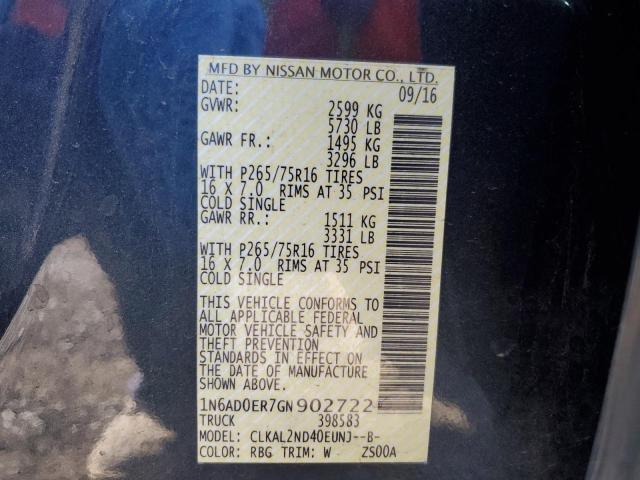 MFD BY NISSAN MOTOR CO., LTD.
DATE: 09/16
GVWR: 2599 KG
5730 LB
GAWR FR.: 1495 KG
3296 LB
WITH P265/75R16 TIRES
16 X 7.0 RIMS AT 35 PSI
COLD SINGLE
GAWR RR.: 1511 KG
3331 LB
WITH P265/75R16 TIRES
16 X 7.0 RIMS AT 35 PSI
COLD SINGLE
THIS VEHICLE CONFORMS TO
ALL APPLICABLE FEDERAL
MOTOR VEHICLE SAFETY AND
THEFT PREVENTION
STANDARDS IN EFFECT ON
THE DATE OF MANUFACTURE
SHOWN ABOVE.
1N6AD0ER7GN902722
TRUCK 398583
MODEL: CLKAL2ND40EUNJ--B-
COLOR: RBG TRIM: W ZS00A